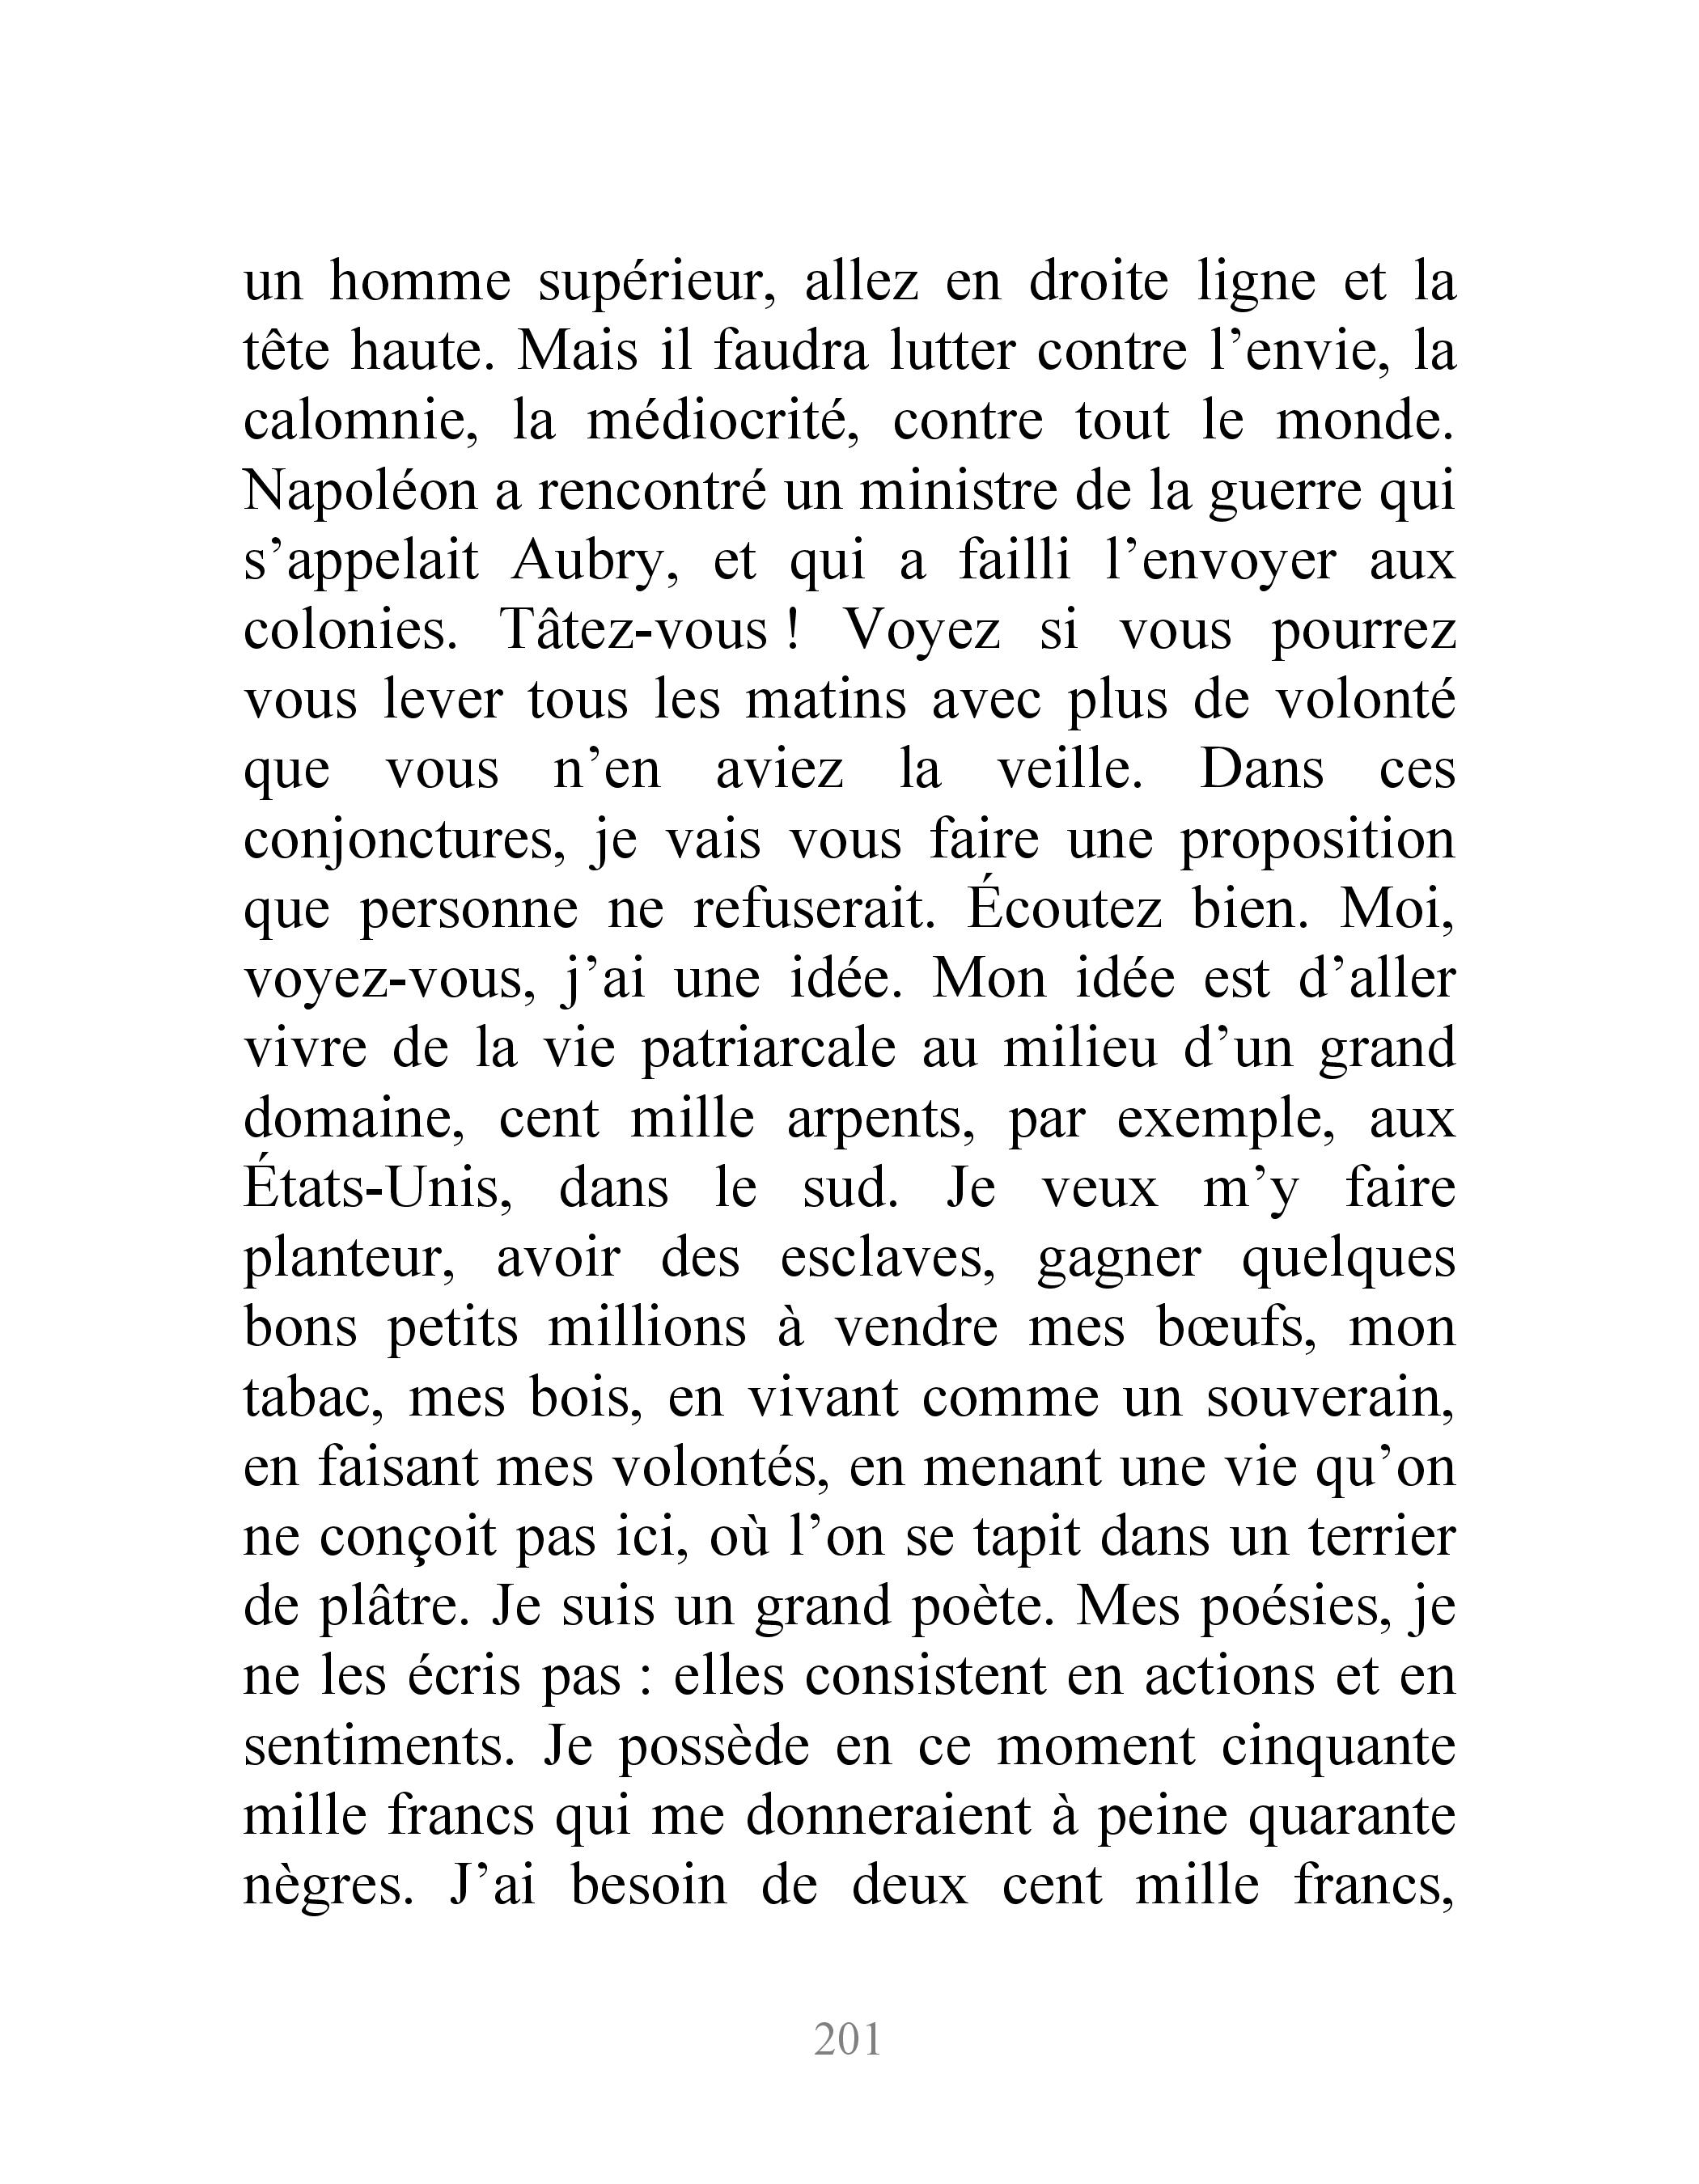 un homme supérieur, allez en droite ligne et la
tête haute. Mais il faudra lutter contre l’envie, la
calomnie, la médiocrité, contre tout le monde.
Napoléon a rencontré un ministre de la guerre qui
s’appelait Aubry, et qui a failli l’envoyer aux
colonies. Tâtez-vous ! Voyez si vous pourrez
vous lever tous les matins avec plus de volonté
que vous n’en aviez la veille. Dans ces
conjonctures, je vais vous faire une proposition
que personne ne refuserait. Écoutez bien. Moi,
voyez-vous, j’ai une idée. Mon idée est d’aller
vivre de la vie patriarcale au milieu d’un grand
domaine, cent mille arpents, par exemple, aux
États-Unis, dans le sud. Je veux m’y faire
planteur, avoir des esclaves, gagner quelques
bons petits millions à vendre mes bœufs, mon
tabac, mes bois, en vivant comme un souverain,
en faisant mes volontés, en menant une vie qu’on
ne conçoit pas ici, où l’on se tapit dans un terrier
de plâtre. Je suis un grand poète. Mes poésies, je
ne les écris pas : elles consistent en actions et en
sentiments. Je possède en ce moment cinquante
mille francs qui me donneraient à peine quarante
nègres. J’ai besoin de deux cent mille francs,
201